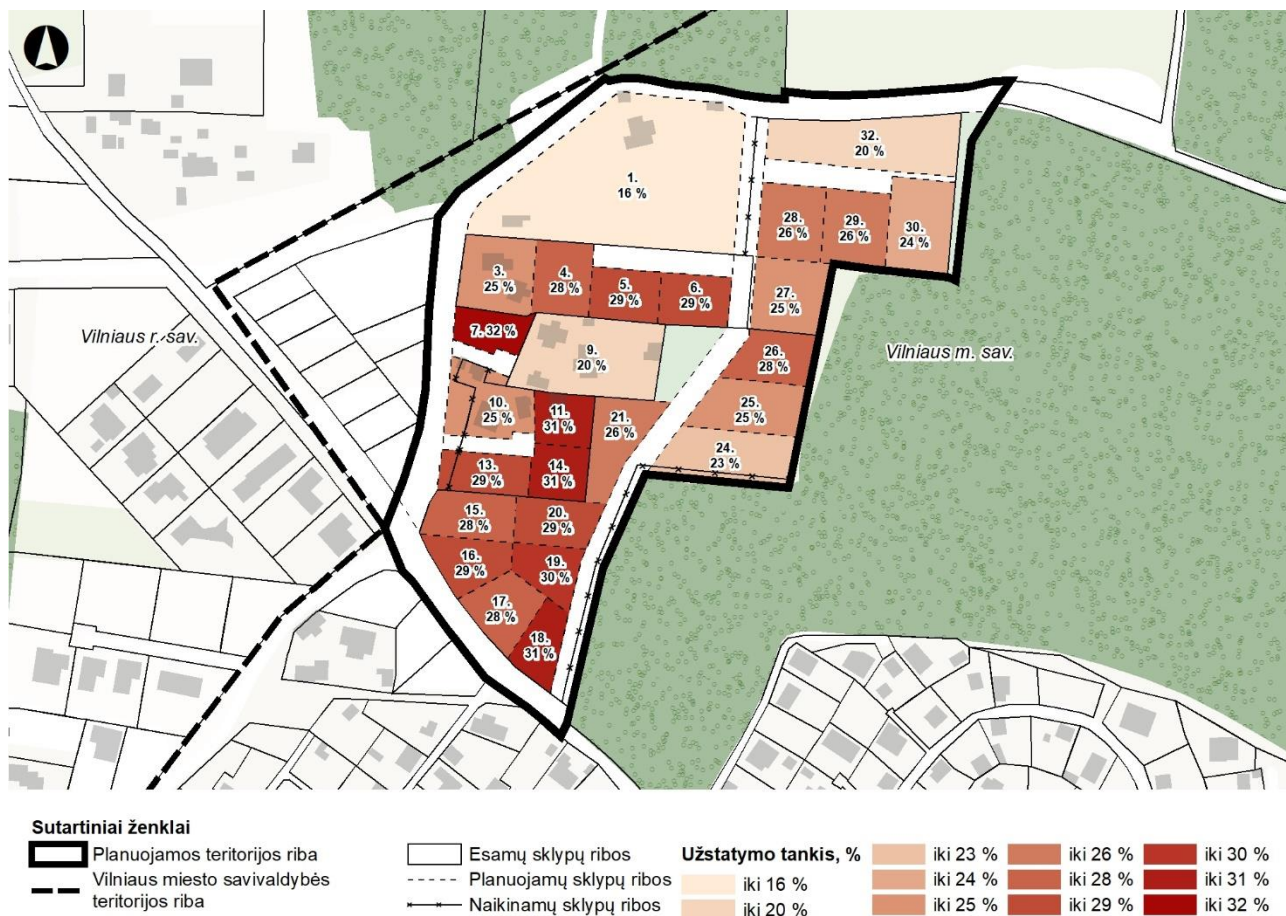 32.
20 %
1.
16 %
28.
26 %
29.
26 %
30.
24 %
3.
25 %
4.
28 %
5.
29 %
6.
29 %
27.
25 %
7. 32 %
9.
20 %
26.
28 %
Vilniaus r. sav.
Vilniaus m. sav.
10.
25 %
11.
31 %
21.
26 %
25.
25 %
24.
23 %
13.
29 %
14.
31 %
15.
28 %
20.
29 %
16.
29 %
19.
30 %
17.
28 %
18.
31 %
Sutartiniai ženklai
Planuojamos teritorijos riba
Vilniaus miesto savivaldybės
teritorijos riba
Esamų sklypų ribos
Planuojamų sklypų ribos
Naikinamų sklypų ribos
Užstatymo tankis, %
iki 16 %
iki 20 %
iki 23 %
iki 24 %
iki 25 %
iki 26 %
iki 28 %
iki 29 %
iki 30 %
iki 31 %
iki 32 %